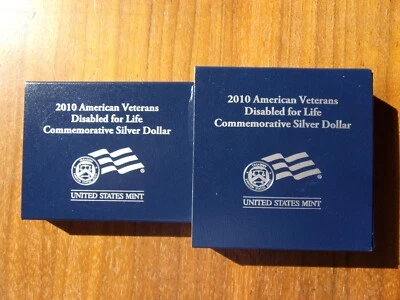 2010 American Veterans
Disabled for Life
Commemorative Silver Dollar
UNITED STATES MINT
2010 American Veterans
Disabled for Life
Commemorative Silver Dollar
UNITED STATES MINT